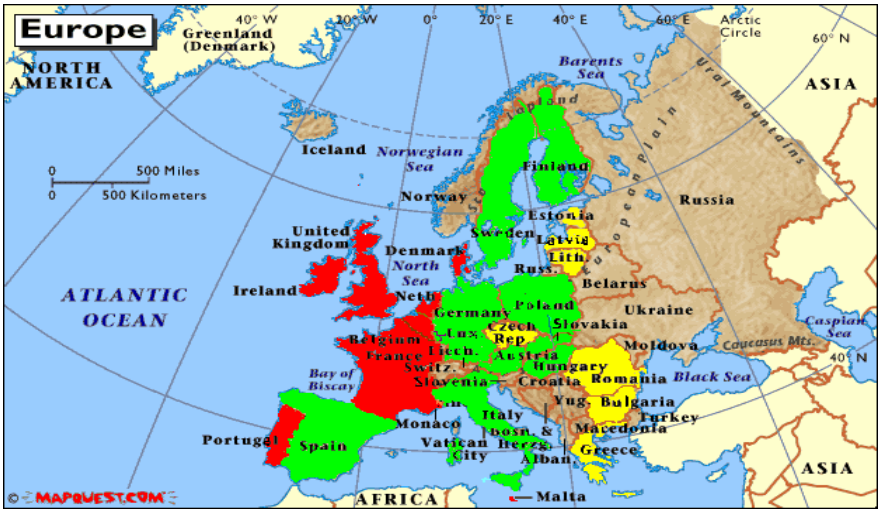 Europe
40° W
20° W
0°
20° E
40° E
60° E
Arctic
Circle
60° N
Greenland
(Denmark)
NORTH
AMERICA
Barents
Sea
Ural Mountains
ASIA
Lapland
Iceland
Norwegian
Sea
Finland
0
500 Miles
0
500 Kilometers
Norway
European Plain
Russia
Estonia
United
Kingdom
Sweden
Latvia
Denmark
Lith.
North
Sea
Russ.
Belarus
Ireland
Neth.
ATLANTIC
OCEAN
Poland
Germany
Ukraine
Caspian
Sea
Czech
Rep.
Slovakia
Lux.
Belgium
France
Liech.
Austria
Moldova
Caucasus Mts.
40° N
Switz.
Hungary
Bay of
Biscay
Slovenia
Croatia
Romania
Black Sea
Yug.
Bulgaria
Italy
Turkey
Monaco
Bosn. &
Herzg.
Macedonia
Portugel
Spain
Vatican
City
Greece
Alban.
ASIA
© MAPQUEST.COM
AFRICA
Malta